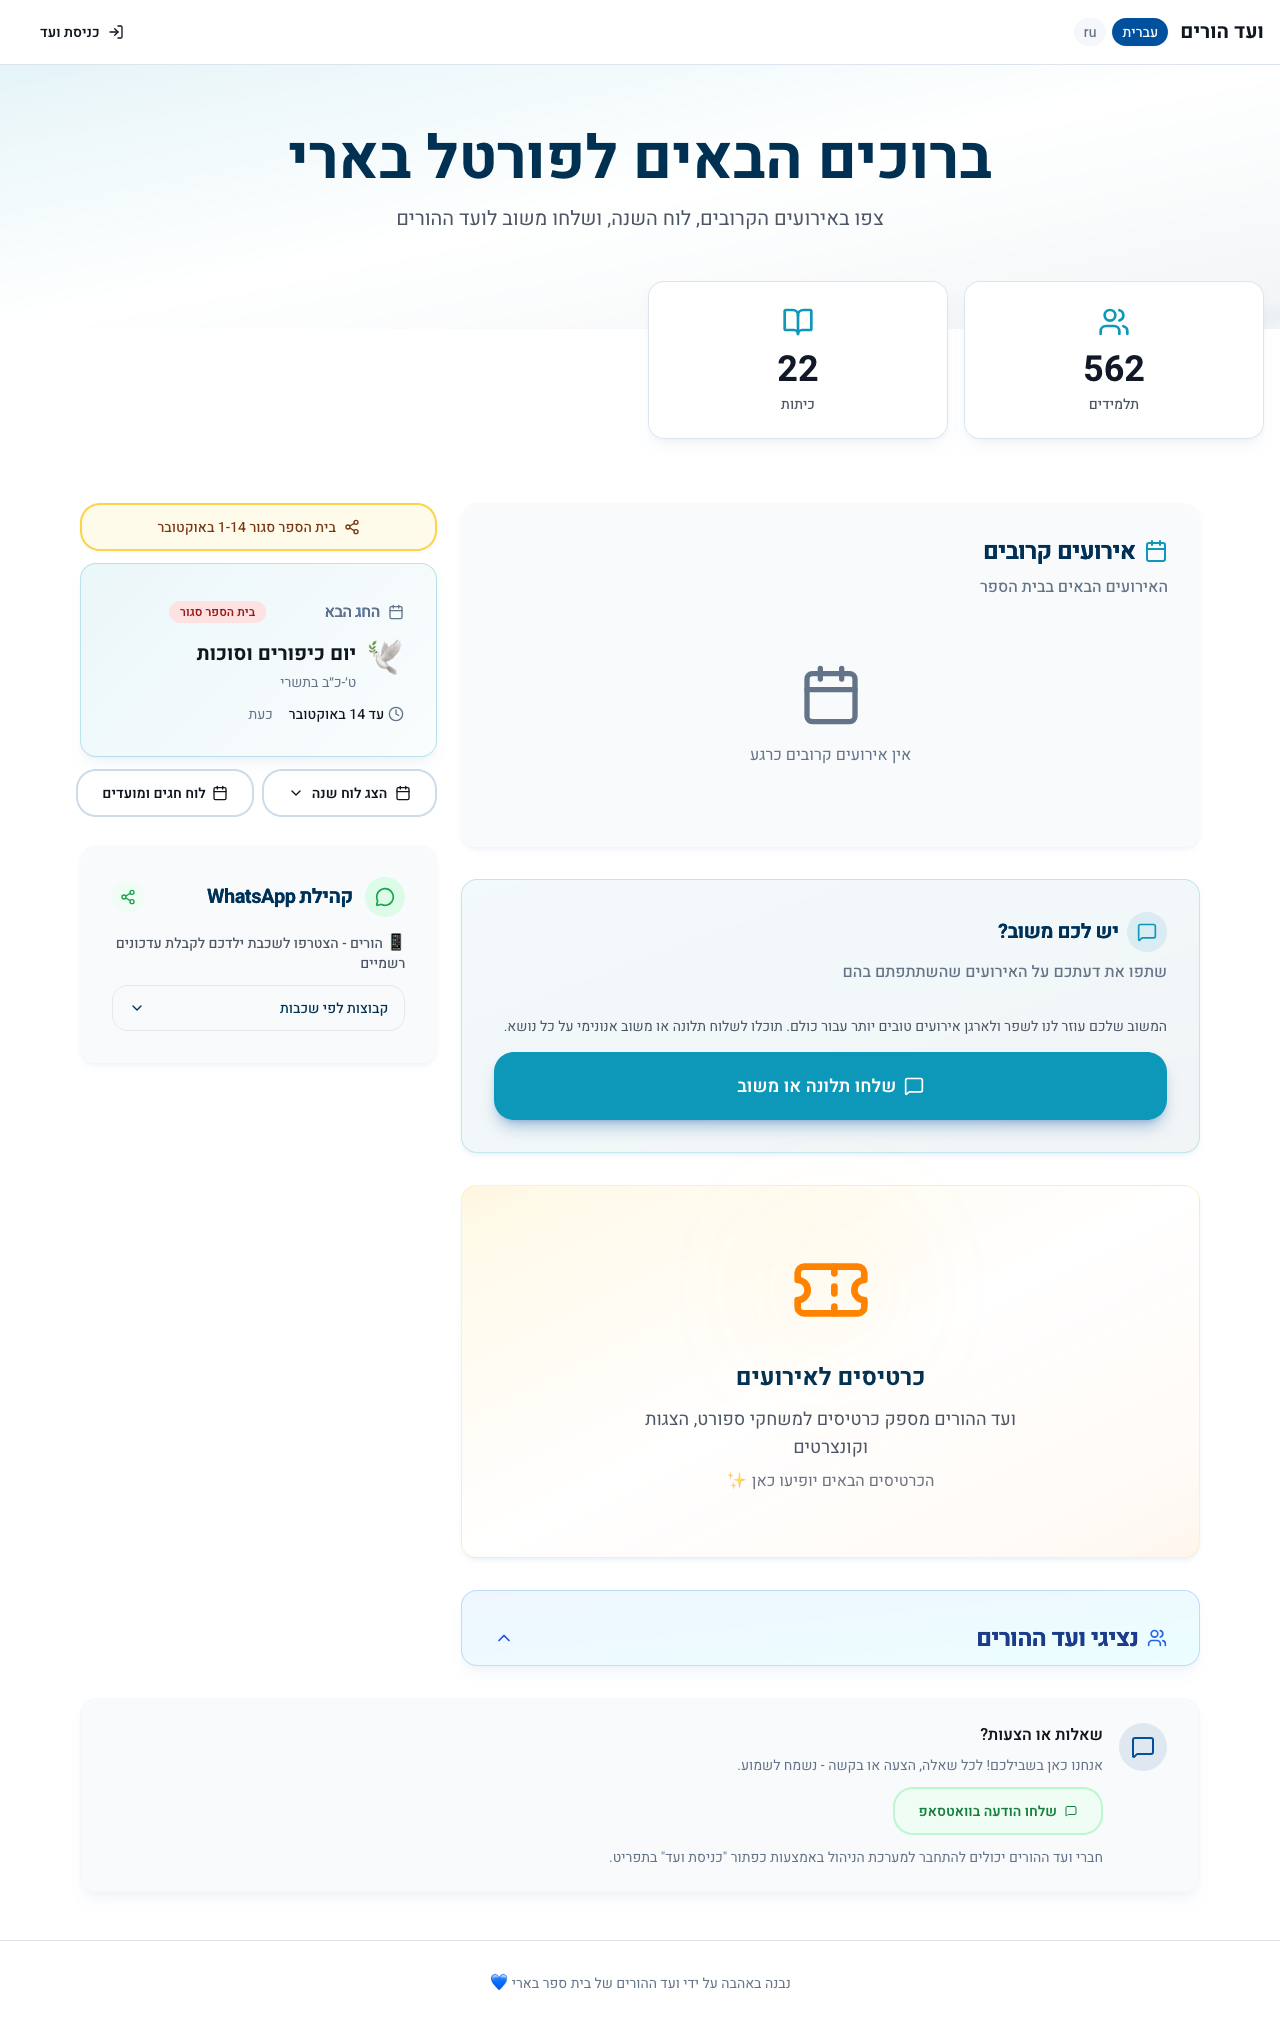 ועד הורים
עברית
ru
כניסת ועד
ברוכים הבאים לפורטל בארי
צפו באירועים הקרובים, לוח השנה, ושלחו משוב לועד ההורים
562
תלמידים
22
כיתות
אירועים קרובים
האירועים הבאים בבית הספר
אין אירועים קרובים כרגע
בית הספר סגור 1-14 באוקטובר
החג הבא
בית הספר סגור
יום כיפורים וסוכות
ט'-כ"ב בתשרי
עד 14 באוקטובר
כעת
הצג לוח שנה
לוח חגים ומועדים
קהילת WhatsApp
📱 הורים - הצטרפו לשכבת ילדכם לקבלת עדכונים
רשמיים
קבוצות לפי שכבות
יש לכם משוב?
שתפו את דעתכם על האירועים שהשתתפתם בהם
המשוב שלכם עוזר לנו לשפר ולארגן אירועים טובים יותר עבור כולם. תוכלו לשלוח תלונה או משוב אנונימי על כל נושא.
שלחו תלונה או משוב
כרטיסים לאירועים
ועד ההורים מספק כרטיסים למשחקי ספורט, הצגות
וקונצרטים
הכרטיסים הבאים יופיעו כאן ✨
נציגי ועד ההורים
שאלות או הצעות?
אנחנו כאן בשבילכם! לכל שאלה, הצעה או בקשה - נשמח לשמוע.
שלחו הודעה בוואטסאפ
חברי ועד ההורים יכולים להתחבר למערכת הניהול באמצעות כפתור "כניסת ועד" בתפריט.
נבנה באהבה על ידי ועד ההורים של בית ספר בארי 💙